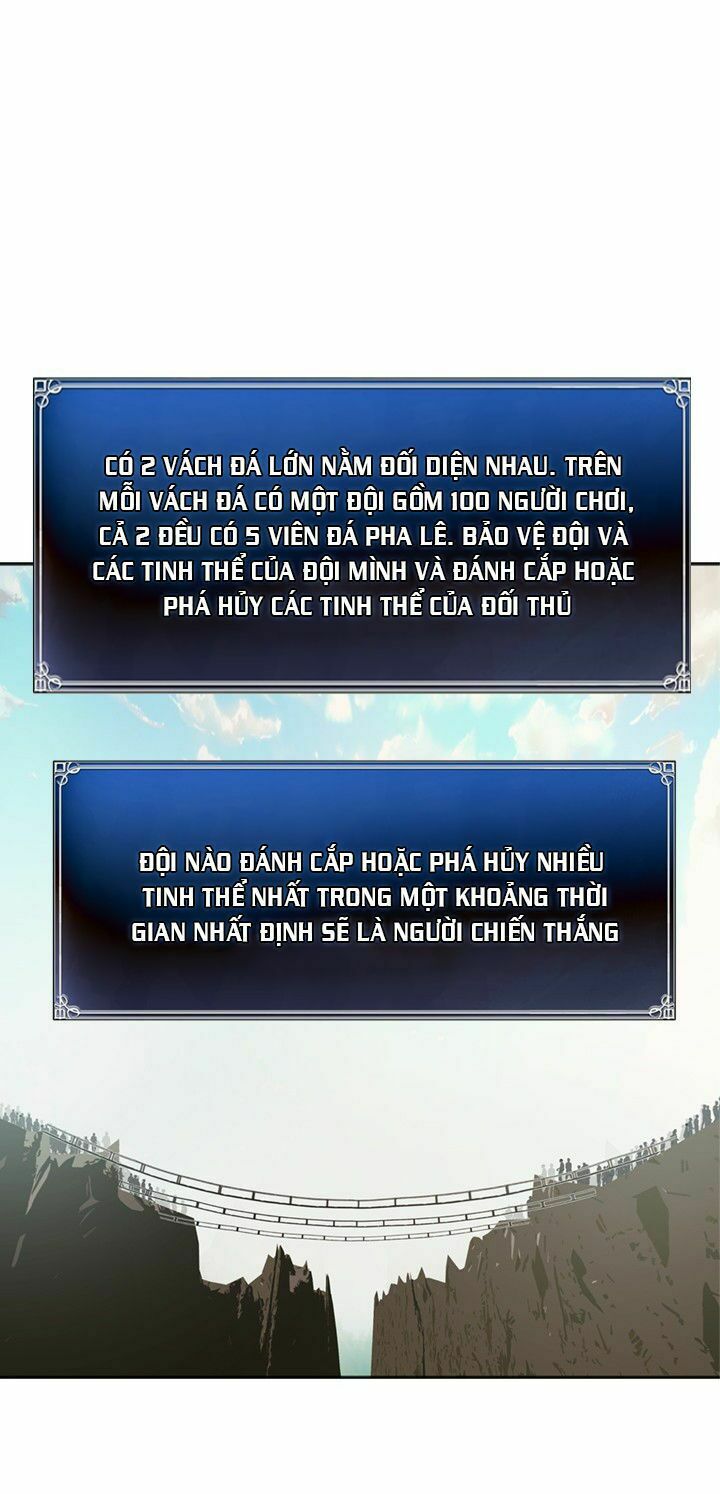 CÓ 2 VÁCH ĐÁ LỚN NẰM ĐỐI DIỆN NHAU. TRÊN
MỖI VÁCH ĐÁ CÓ MỘT ĐỘI GỒM 100 NGƯỜI CHƠI,
CẢ 2 ĐỀU CÓ 5 VIÊN ĐÁ PHA LÊ. BẢO VỆ ĐỘI VÀ
CÁC TINH THỂ CỦA ĐỘI MÌNH VÀ ĐÁNH CẮP HOẶC
PHÁ HỦY CÁC TINH THỂ CỦA ĐỐI THỦ
ĐỘI NÀO ĐÁNH CẮP HOẶC PHÁ HỦY NHIỀU
TINH THỂ NHẤT TRONG MỘT KHOẢNG THỜI
GIAN NHẤT ĐỊNH SẼ LÀ NGƯỜI CHIẾN THẮNG